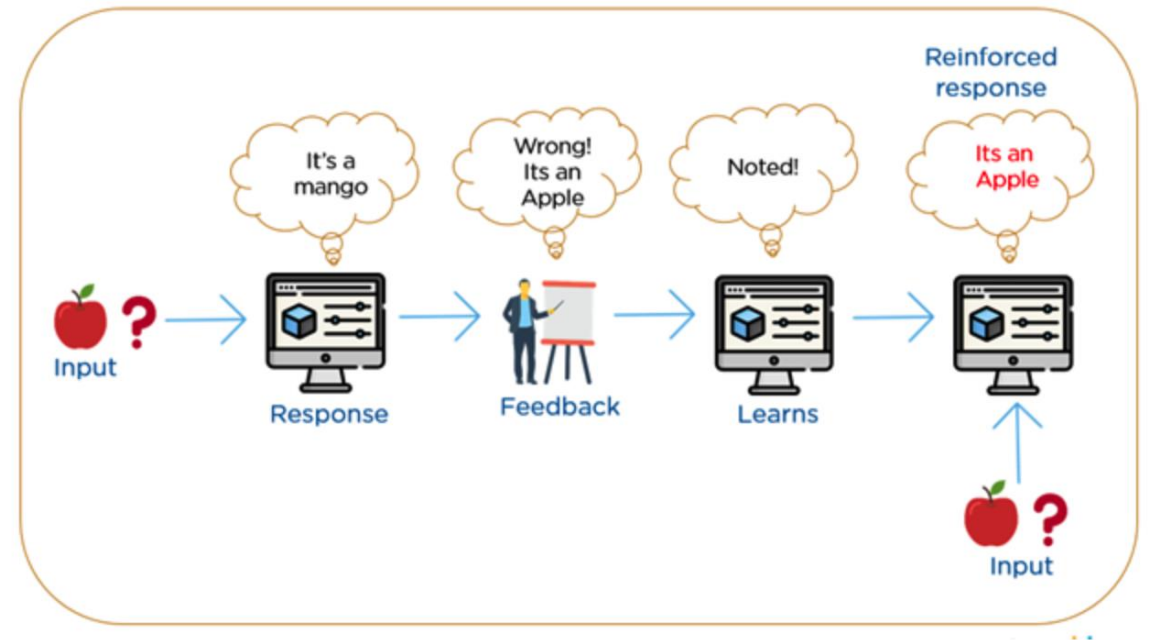 Reinforced
response
It's a
mango
Wrong!
Its an
Apple
Noted!
Its an
Apple
?
Input
Response
Feedback
Learns
?
Input